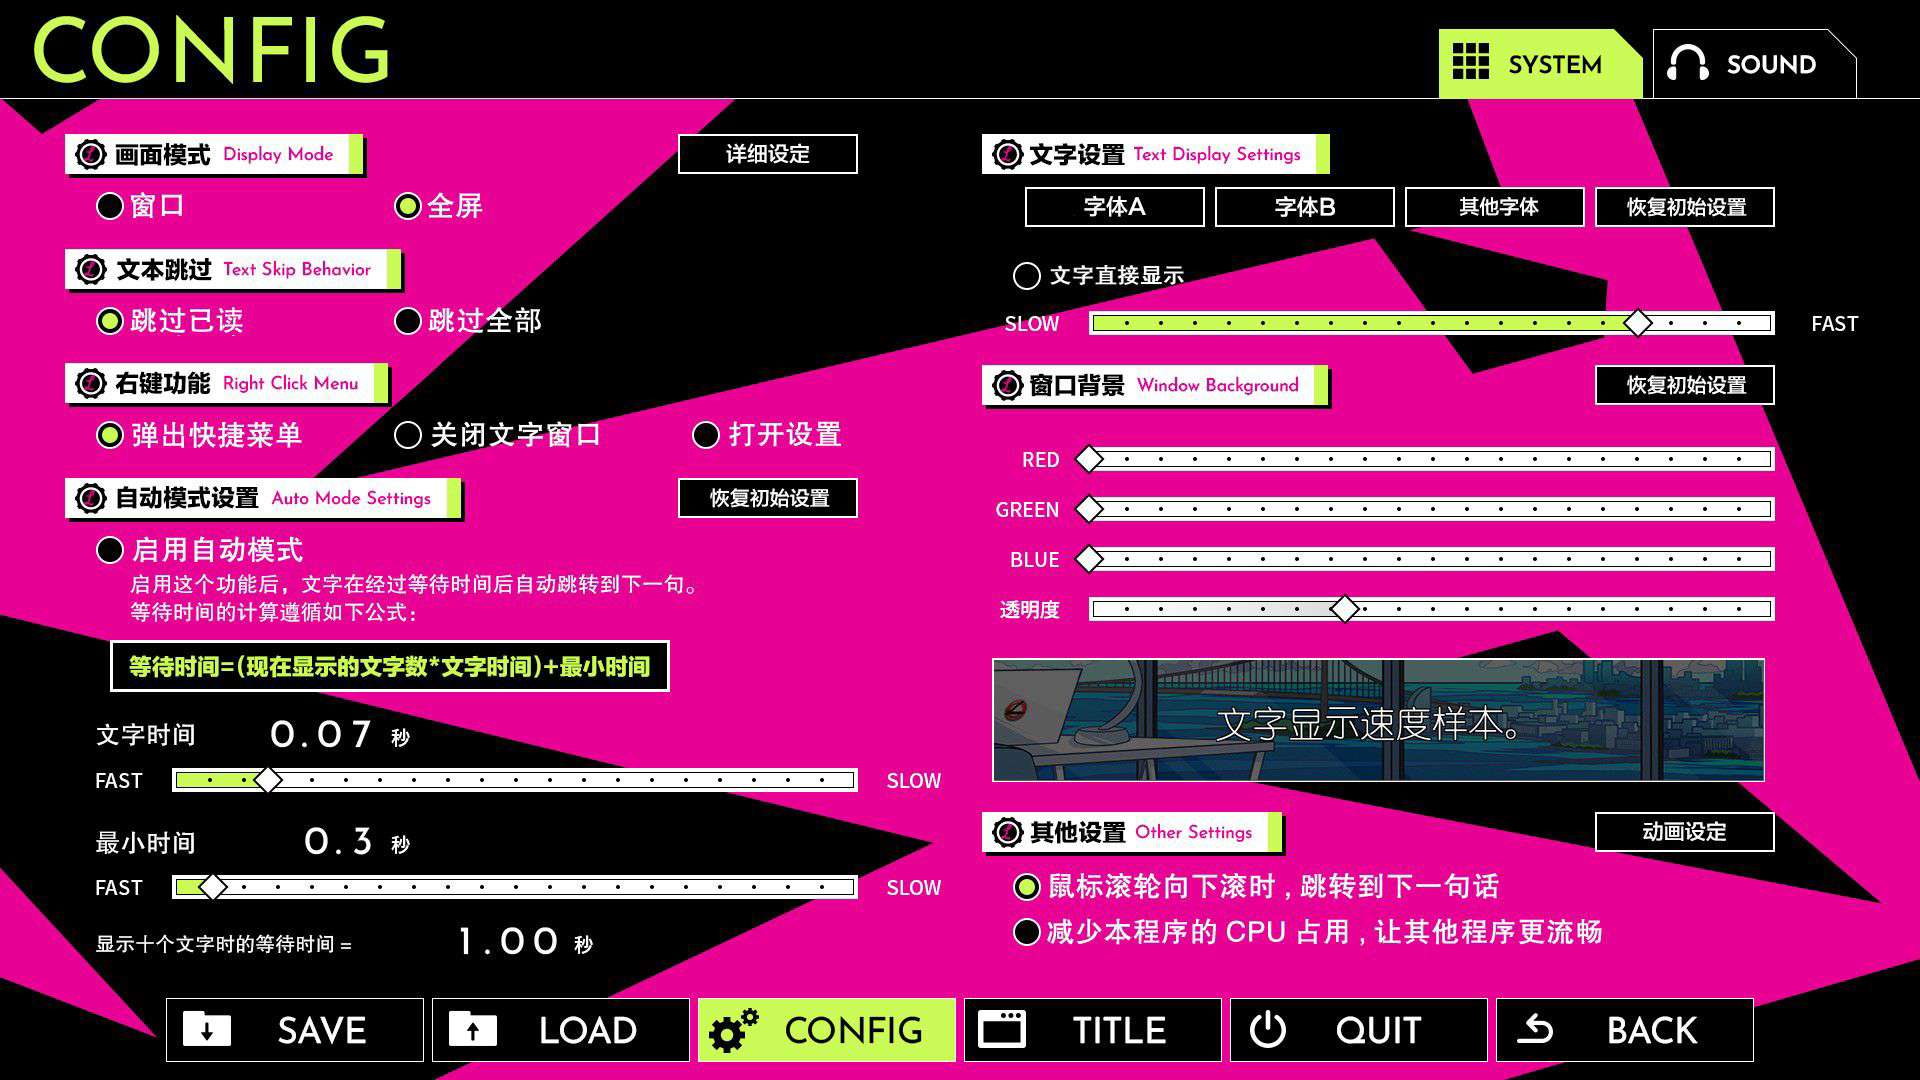 CONFIG
SYSTEM
SOUND
画面模式 Display Mode
详细设定
窗口
全屏
文本跳过 Text Skip Behavior
跳过已读
跳过全部
右键功能 Right Click Menu
弹出快捷菜单
关闭文字窗口
打开设置
自动模式设置 Auto Mode Settings
恢复初始设置
启用自动模式
启用这个功能后，文字在经过等待时间后自动跳转到下一句。
等待时间的计算遵循如下公式：
等待时间=(现在显示的文字数*文字时间)+最小时间
文字时间 0.07 秒
FAST
SLOW
最小时间 0.3 秒
FAST
SLOW
显示十个文字时的等待时间 = 1.00 秒
文字设置 Text Display Settings
字体A
字体B
其他字体
恢复初始设置
文字直接显示
SLOW
FAST
窗口背景 Window Background
恢复初始设置
RED
GREEN
BLUE
透明度
文字显示速度样本。
其他设置 Other Settings
动画设定
鼠标滚轮向下滚时 , 跳转到下一句话
减少本程序的 CPU 占用 , 让其他程序更流畅
SAVE
LOAD
CONFIG
TITLE
QUIT
BACK